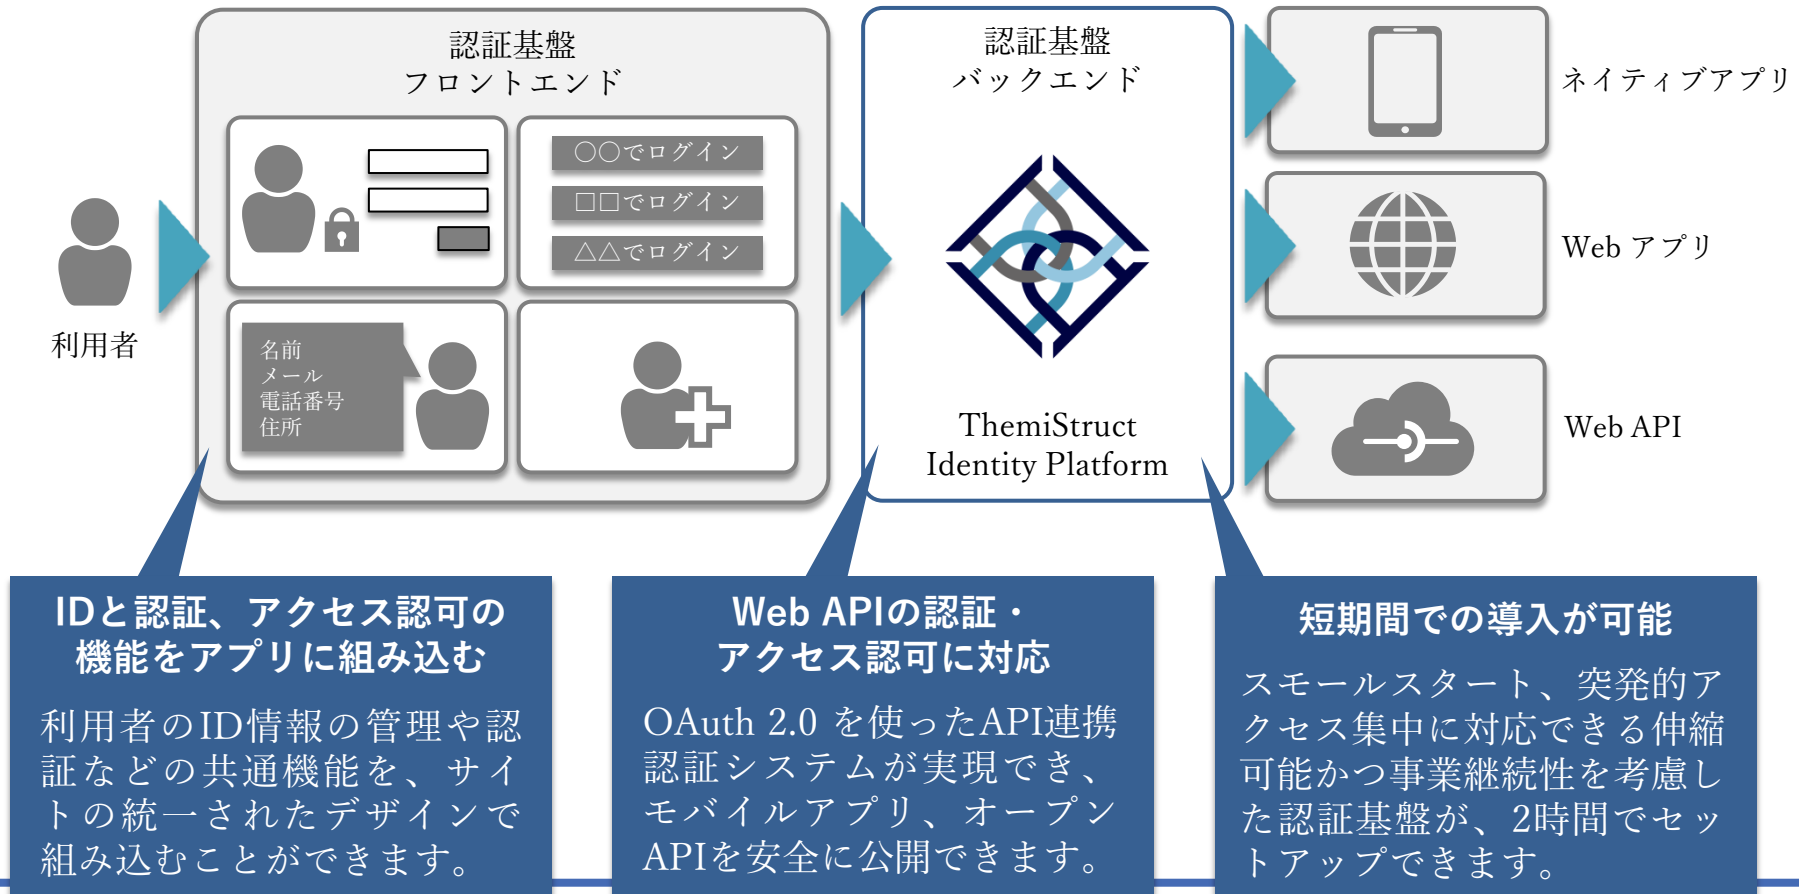 認証基盤
フロントエンド
〇〇でログイン
□□でログイン
△△でログイン
名前
メール
電話番号
住所
利用者
認証基盤
バックエンド
ThemiStruct
Identity Platform
ネイティブアプリ
Web アプリ
Web API
IDと認証、アクセス認可の
機能をアプリに組み込む
利用者のID情報の管理や認
証などの共通機能を、サイ
トの統一されたデザインで
組み込むことができます。
Web APIの認証・
アクセス認可に対応
OAuth 2.0 を使ったAPI連携
認証システムが実現でき、
モバイルアプリ、オープン
APIを安全に公開できます。
短期間での導入が可能
スモールスタート、突発的ア
クセス集中に対応できる伸縮
可能かつ事業継続性を考慮し
た認証基盤が、2時間でセッ
トアップできます。